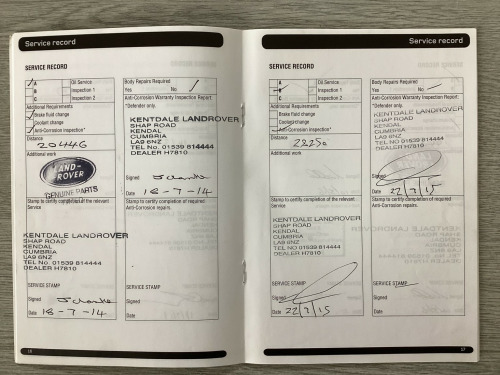 Service record
SERVICE RECORD
A Oil Service
B Inspection 1
C Inspection 2
Additional Requirements
Brake fluid change
Coolant change
Anti-Corrosion inspection*
Distance
20446
Additional work
LAND-
ROVER
GENUINE PARTS
Stamp to certify completion of the relevant
Service
KENTDALE LANDROVER
SHAP ROAD
KENDAL
CUMBRIA
LA9 6NZ
TEL No. 01539 814444
DEALER H7810
SERVICE STAMP
Signed
Date 18-7-14
Body Repairs Required
Yes No
Anti-Corrosion Warranty Inspection Report:
*Defender only.
KENTDALE LANDROVER
SHAP ROAD
KENDAL
CUMBRIA
LA9 6NZ
TEL No. 01539 814444
DEALER H7810
Signed
Date 18-7-14
Stamp to certify completion of required
Anti-Corrosion repairs.
SERVICE STAMP
Signed
Date
Service record
SERVICE RECORD
A Oil Service
B Inspection 1
C Inspection 2
Additional Requirements
Brake fluid change
Coolant change
Anti-Corrosion inspection*
Distance
Additional work
Stamp to certify completion of the relevant
Service
KENTDALE LANDROVER
SHAP ROAD
KENDAL
CUMBRIA
LA9 6NZ
TEL No. 01539 814444
DEALER H7810
SERVICE STAMP
Signed
Date 22/7/15
Body Repairs Required
Yes No
Anti-Corrosion Warranty Inspection Report:
*Defender only.
KENTDALE LANDROVER
SHAP ROAD
KENDAL
CUMBRIA
LA9 6NZ
TEL No. 01539 814444
DEALER H7810
Signed
Date 22/7/15
Stamp to certify completion of required
Anti-Corrosion repairs.
SERVICE STAMP
Signed
Date